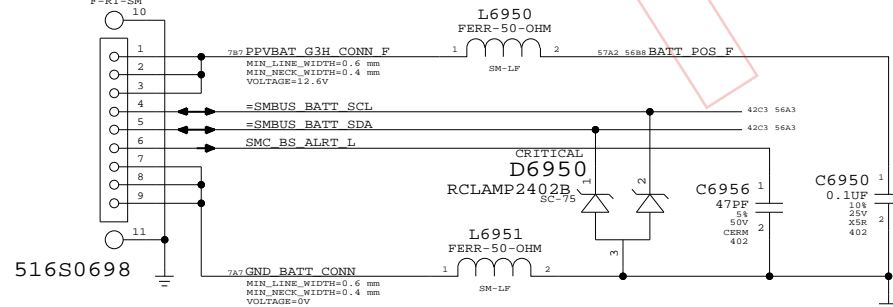 F-RT-SM
10
1
2
3
4
5
6
7
8
9
11
516S0698
7B7 PPVBAT_G3H_CONN_F
MIN_LINE_WIDTH=0.6 mm
MIN_NECK_WIDTH=0.4 mm
VOLTAGE=12.6V
L6950
FERR-50-OHM
1 2
SM-LF
57A2 56B8 BATT_POS_F
=SMBUS_BATT_SCL
42C3 56A3
=SMBUS_BATT_SDA
42C3 56A3
SMC_BS_ALRT_L
CRITICAL
D6950
RCLAMP2402B
SC-75
1
2
3
C6956
47PF
5%
50V
CERM
402
1
2
C6950
0.1UF
10%
25V
X5R
402
1
2
L6951
FERR-50-OHM
1 2
SM-LF
7A7 GND_BATT_CONN
MIN_LINE_WIDTH=0.6 mm
MIN_NECK_WIDTH=0.4 mm
VOLTAGE=0V